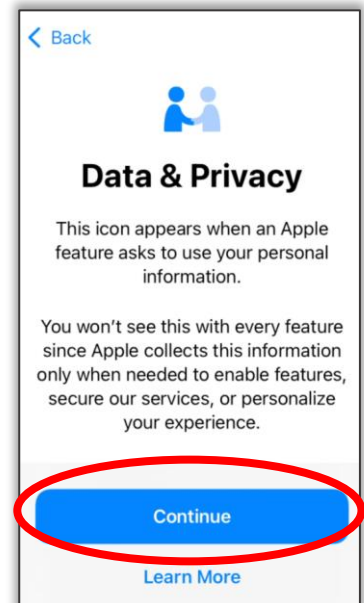 Back
Data & Privacy
This icon appears when an Apple
feature asks to use your personal
information.
You won’t see this with every feature
since Apple collects this information
only when needed to enable features,
secure our services, or personalize
your experience.
Continue
Learn More